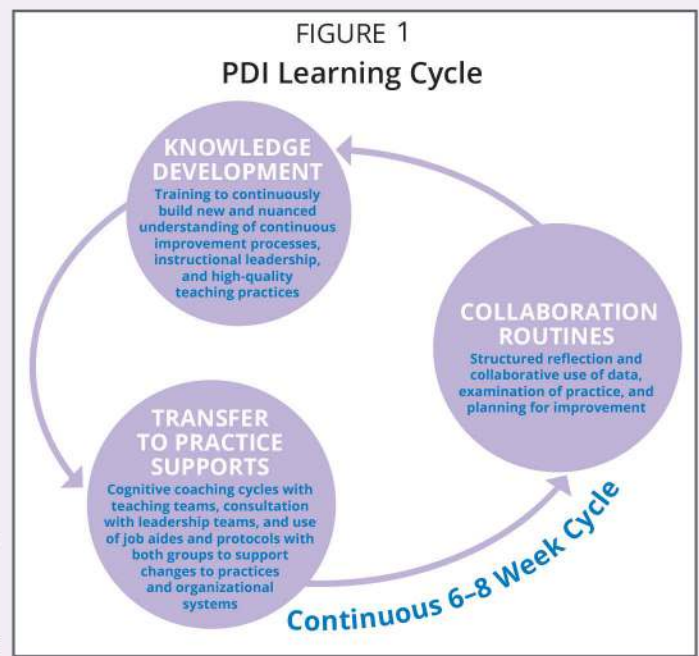 FIGURE 1
PDI Learning Cycle
KNOWLEDGE
DEVELOPMENT
Training to continuously
build new and nuanced
understanding of continuous
improvement processes,
instructional leadership,
and high-quality
teaching practices
TRANSFER
TO PRACTICE
SUPPORTS
Cognitive coaching cycles with
teaching teams, consultation
with leadership teams, and use
of job aides and protocols with
both groups to support
changes to practices
and organizational
systems
COLLABORATION
ROUTINES
Structured reflection and
collaborative use of data,
examination of practice, and
planning for improvement
Continuous 6–8 Week Cycle